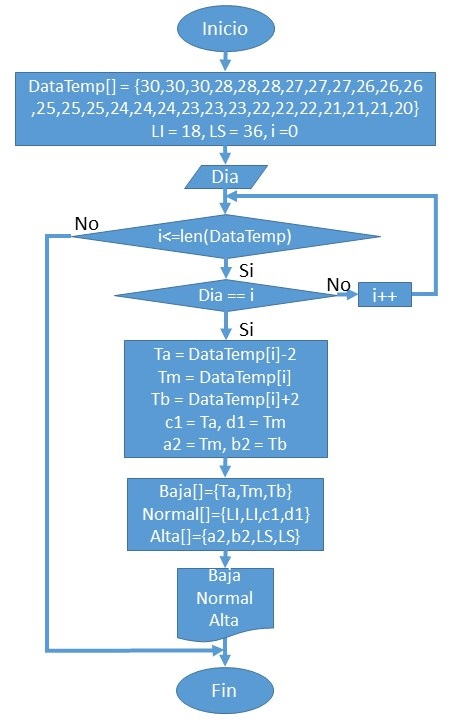 Inicio
DataTemp[] = {30,30,30,28,28,28,27,27,27,26,26,26
,25,25,25,24,24,24,23,23,23,22,22,22,21,21,21,20}
LI = 18, LS = 36, i =0
Dia
No
i<=len(DataTemp)
Si
Dia == i
No
i++
Si
Ta = DataTemp[i]-2
Tm = DataTemp[i]
Tb = DataTemp[i]+2
c1 = Ta, d1 = Tm
a2 = Tm, b2 = Tb
Baja[]={Ta,Tm,Tb}
Normal[]={LI,LI,c1,d1}
Alta[]={a2,b2,LS,LS}
Baja
Normal
Alta
Fin